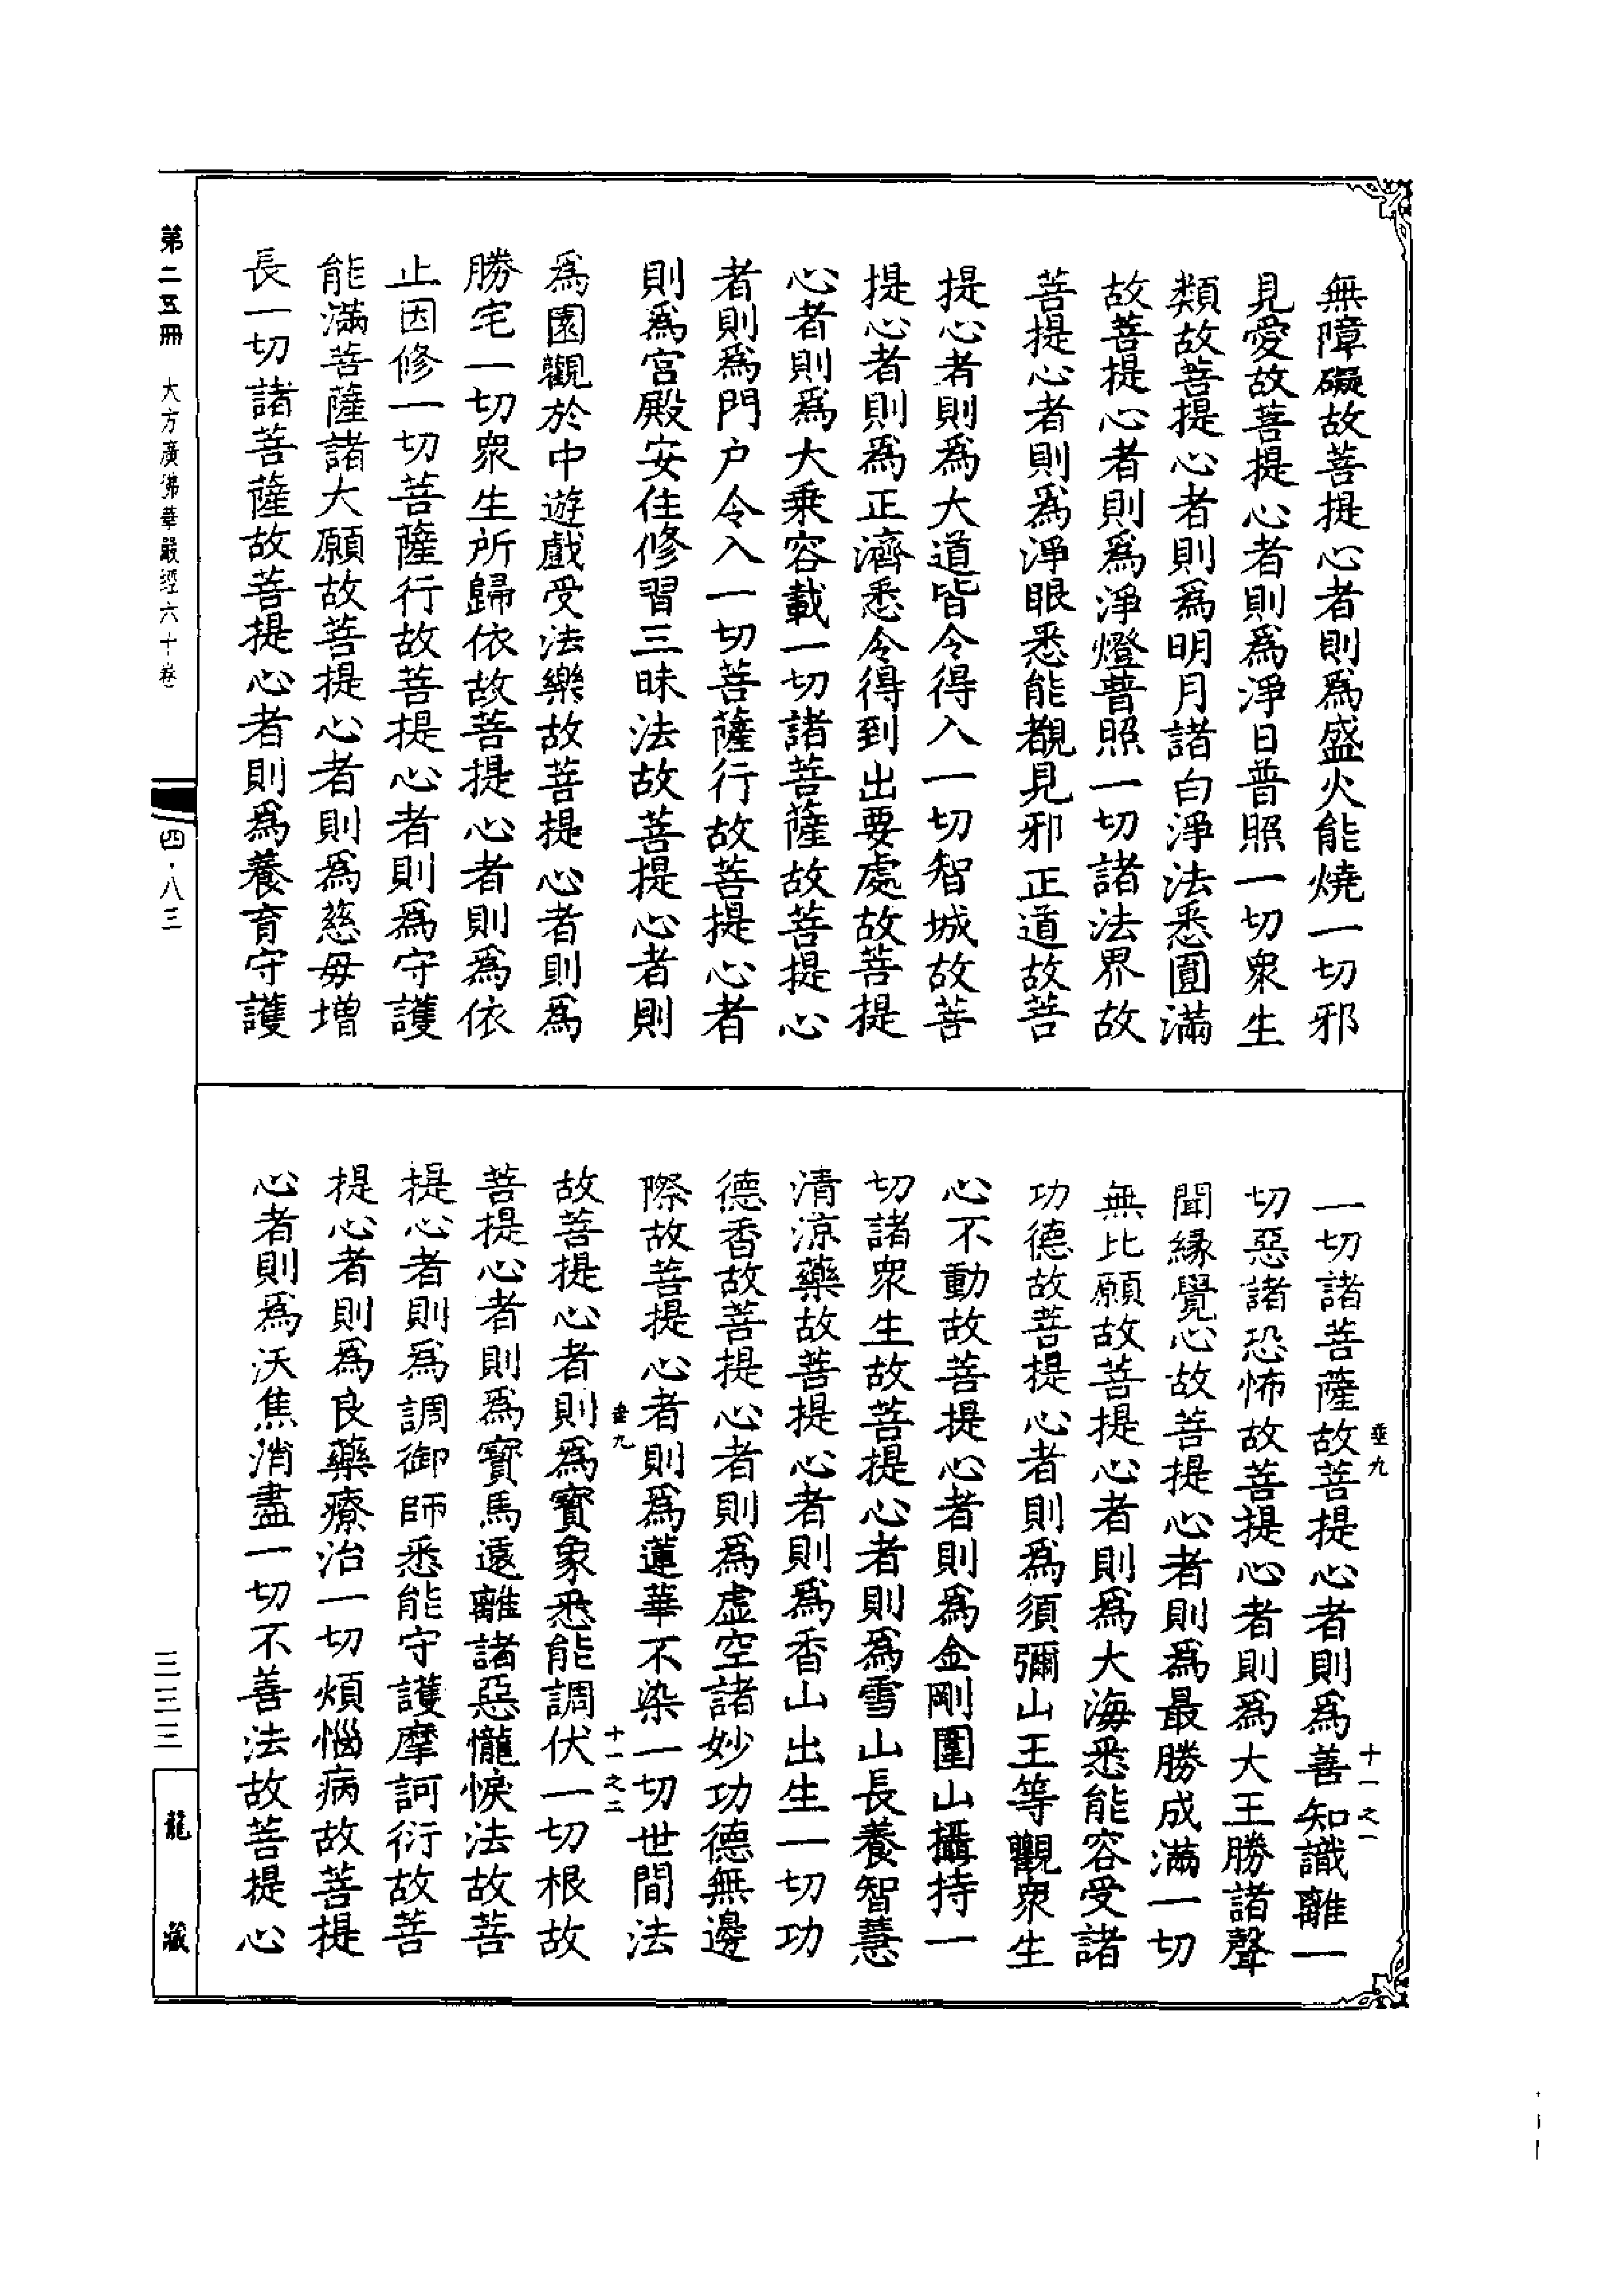 無障礙故菩提心者則爲盛火能燒一切邪
見愛故菩提心者則爲淨日普照一切衆生
類故菩提心者則爲明月諸白淨法悉圓滿
故菩提心者則爲淨燈普照一切諸法界故
菩提心者則爲淨眼悉能覩見邪正道故菩
提心者則爲大道皆令得入一切智城故菩
提心者則爲正濟悉令得到出要處故菩提
心者則爲大乘容載一切諸菩薩故菩提心
者則爲門户令入一切菩薩行故菩提心者
則爲宮殿安住修習三昧法故菩提心者則
爲園觀於中遊戲受法樂故菩提心者則爲
勝宅一切衆生所歸依故菩提心者則爲依
止因修一切菩薩行故菩提心者則爲守護
能滿菩薩諸大願故菩提心者則爲慈母增
長一切諸菩薩故菩提心者則爲養育守護
一切諸菩薩故菩提心者則爲善知識離一
垂九
十一之一
切惡諸恐怖故菩提心者則爲大王勝諸聲
聞緣覺心故菩提心者則爲最勝成滿一切
無比願故菩提心者則爲大海悉能容受諸
功德故菩提心者則爲須彌山王等觀衆生
心不動故菩提心者則爲金剛圍山攝持一
切諸衆生故菩提心者則爲雪山長養智慧
清涼藥故菩提心者則爲香山出生一切功
德香故菩提心者則爲虛空諸妙功德無邊
際故菩提心者則爲蓮華不染一切世間法
垂九
十一之二
故菩提心者則爲寶象悉能調伏一切根故
菩提心者則爲寶馬遠離諸惡憹悷法故菩
提心者則爲調御師悉能守護摩訶衍故菩
提心者則爲良藥療治一切煩惱病故菩提
心者則爲沃焦消盡一切不善法故菩提心
第二五冊
大方廣佛華嚴經六十卷
四·八三
三三三
龍藏